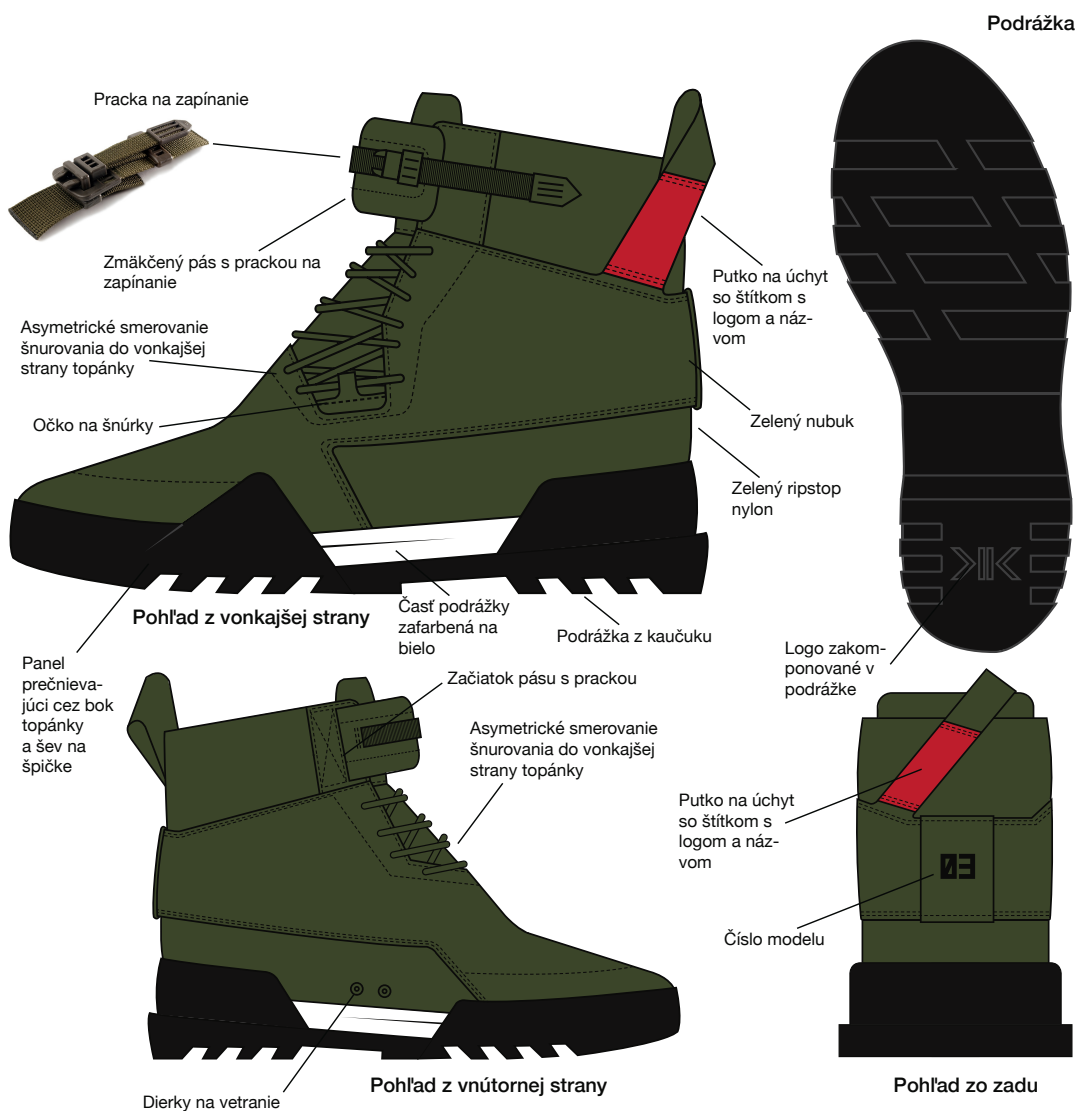 Podrážka
Pracka na zapínanie
Zmäkčený pás s prackou na
zapínanie
Putko na úchyt
so štítkom s
logom a náz-
vom
Asymetrické smerovanie
šnurovania do vonkajšej
strany topánky
Očko na šnúrky
Zelený nubuk
Zelený ripstop
nylon
Pohľad z vonkajšej strany
Časť podrážky
zafarbená na
bielo
Podrážka z kaučuku
Panel
prečnieva-
júci cez bok
topánky
a šev na
špičke
Logo zakom-
ponované v
podrážke
Začiatok pásu s prackou
Asymetrické smerovanie
šnurovania do vonkajšej
strany topánky
Putko na úchyt
so štítkom s
logom a náz-
vom
03
Číslo modelu
Dierky na vetranie
Pohľad z vnútornej strany
Pohľad zo zadu